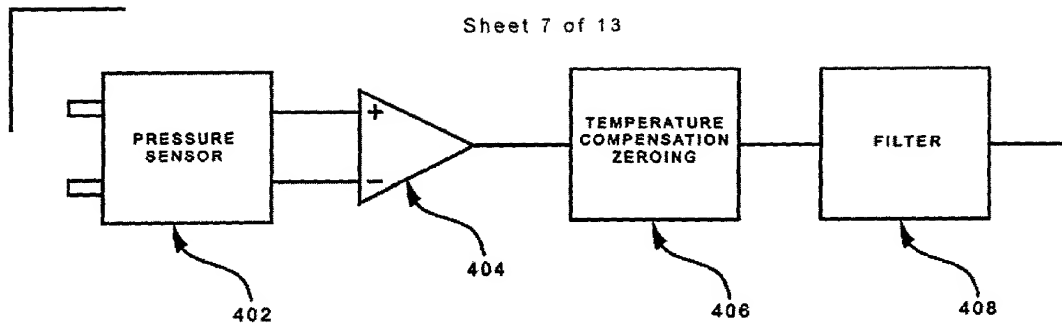 Sheet 7 of 13
PRESSURE
SENSOR
+
−
TEMPERATURE
COMPENSATION
ZEROING
FILTER
402
404
406
408